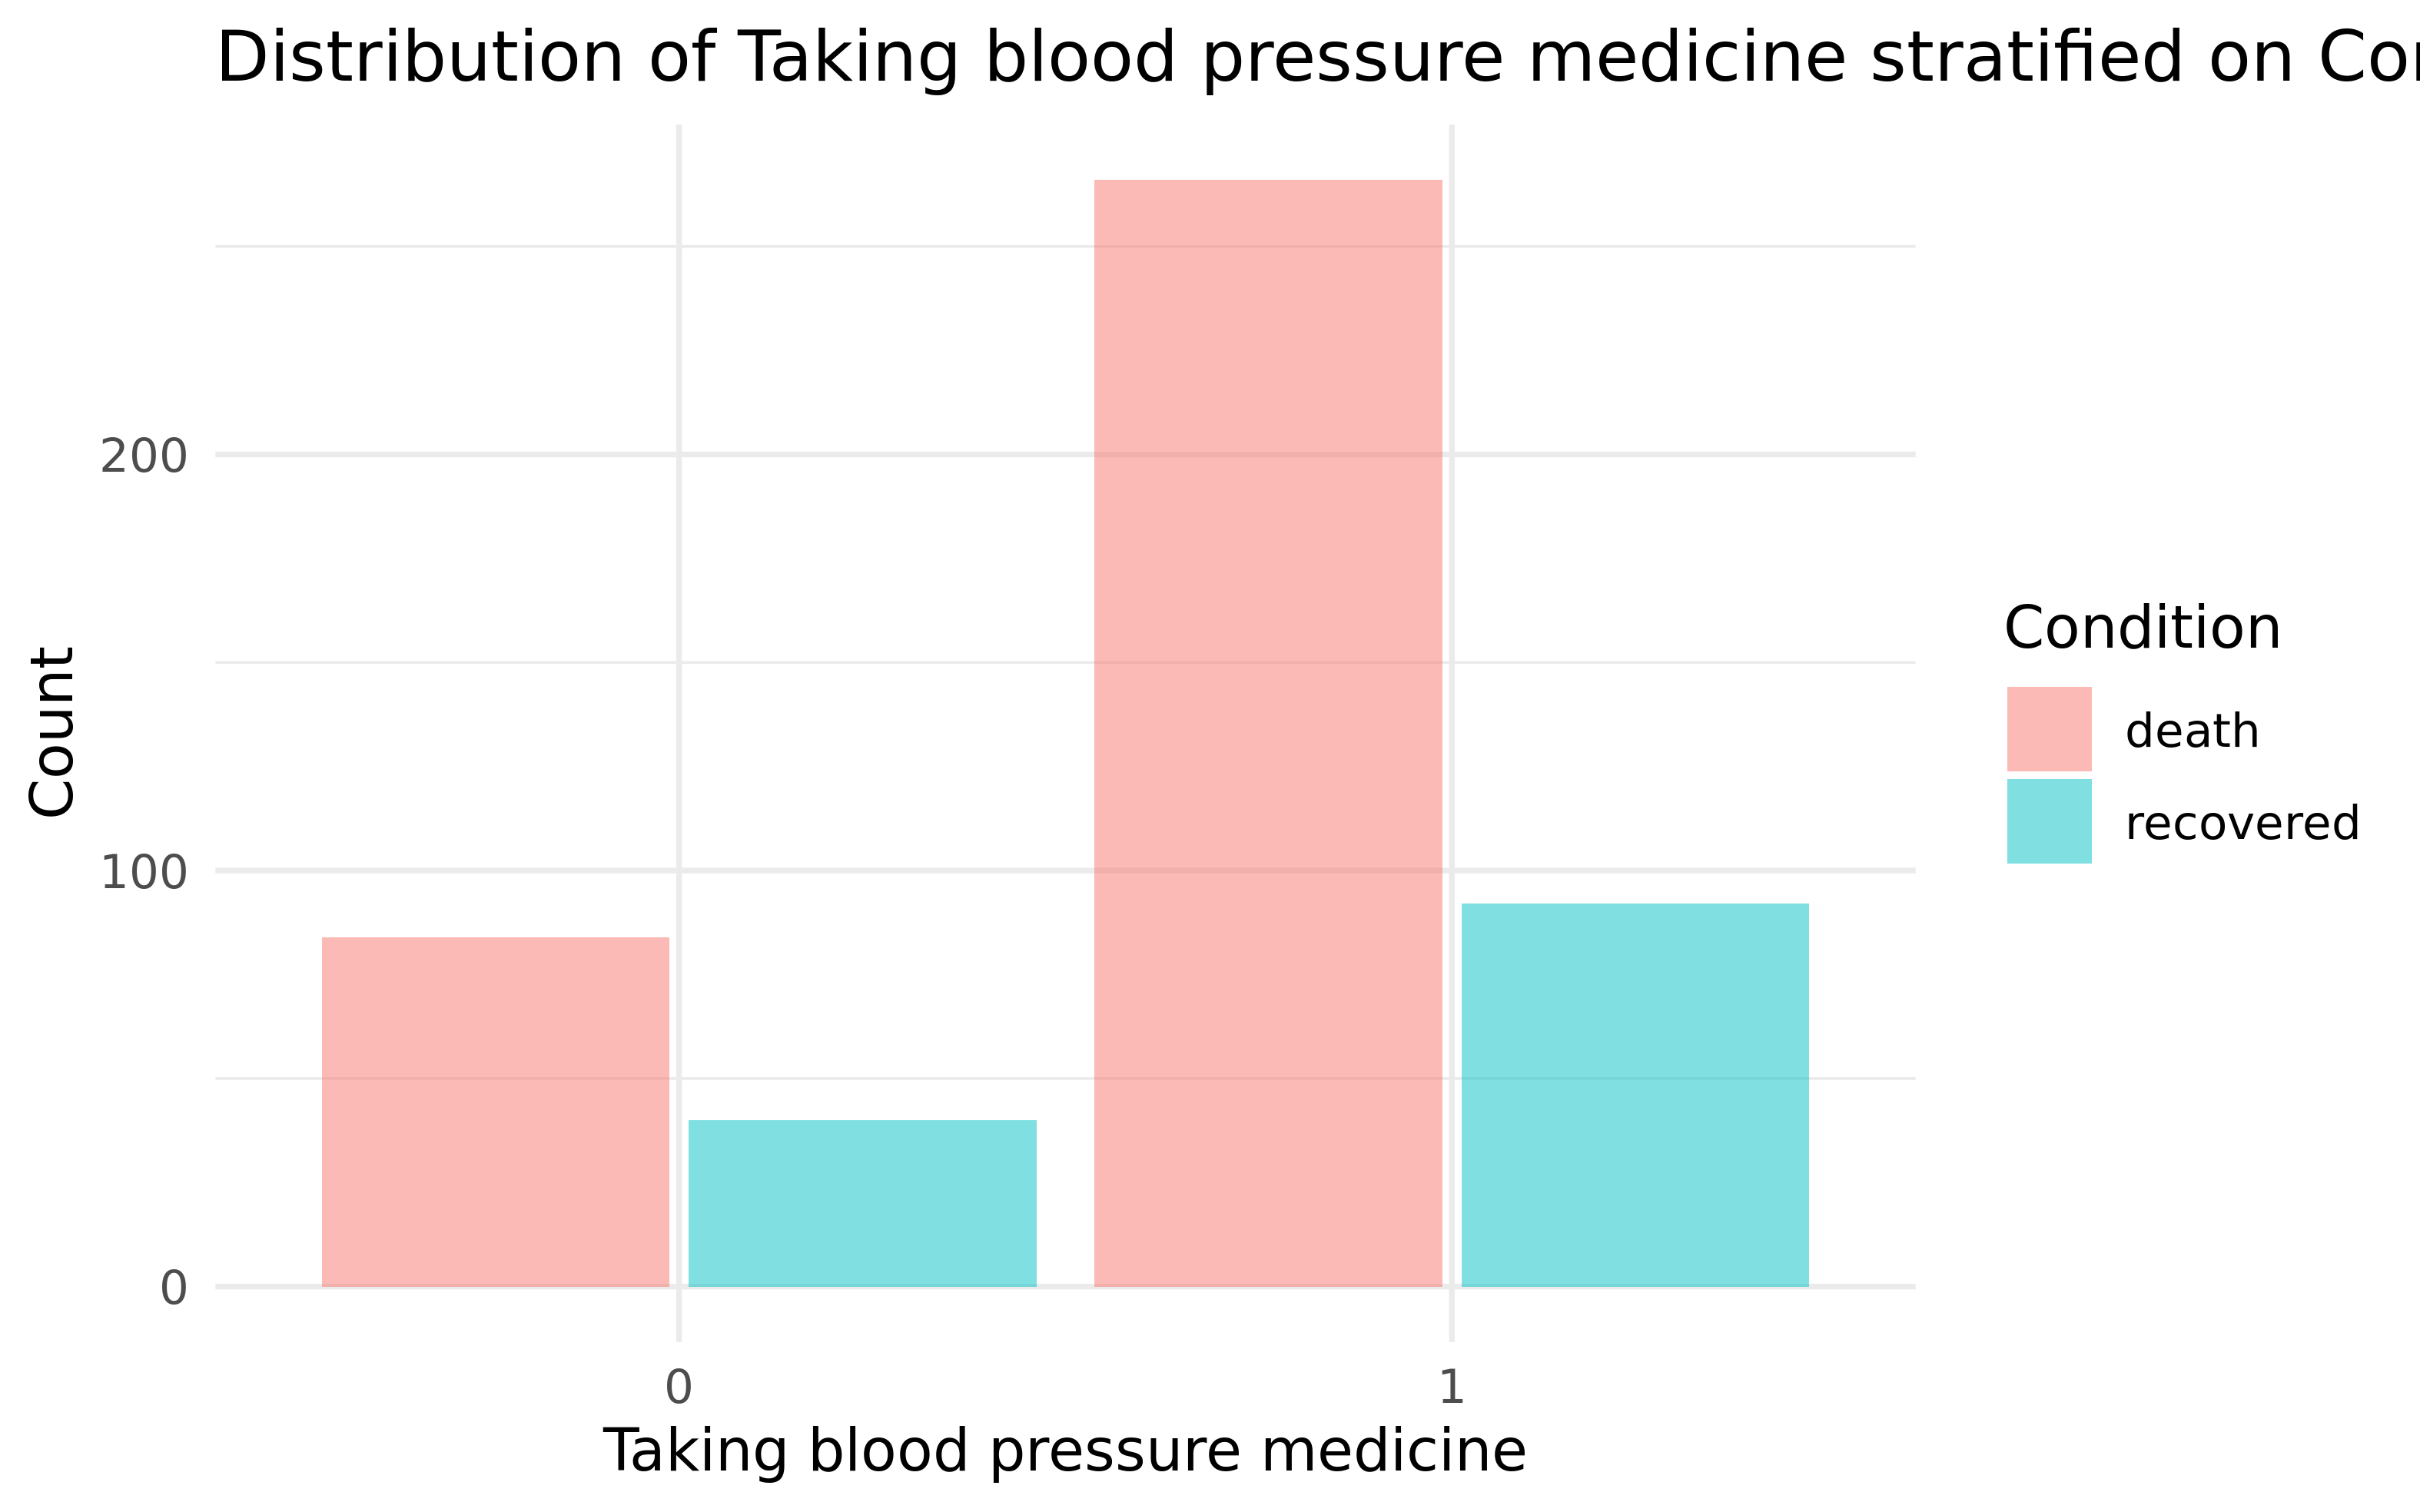 Distribution of Taking blood pressure medicine stratified on Co
Count
200
100
0
0
1
Taking blood pressure medicine
Condition
death
recovered